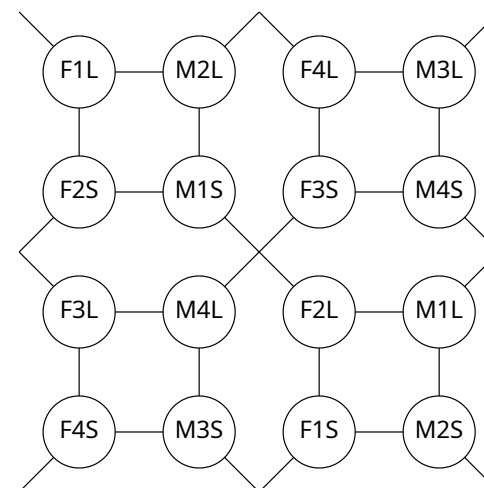 F1L M2L F4L M3L
F2S M1S F3S M4S
F3L M4L F2L M1L
F4S M3S F1S M2S